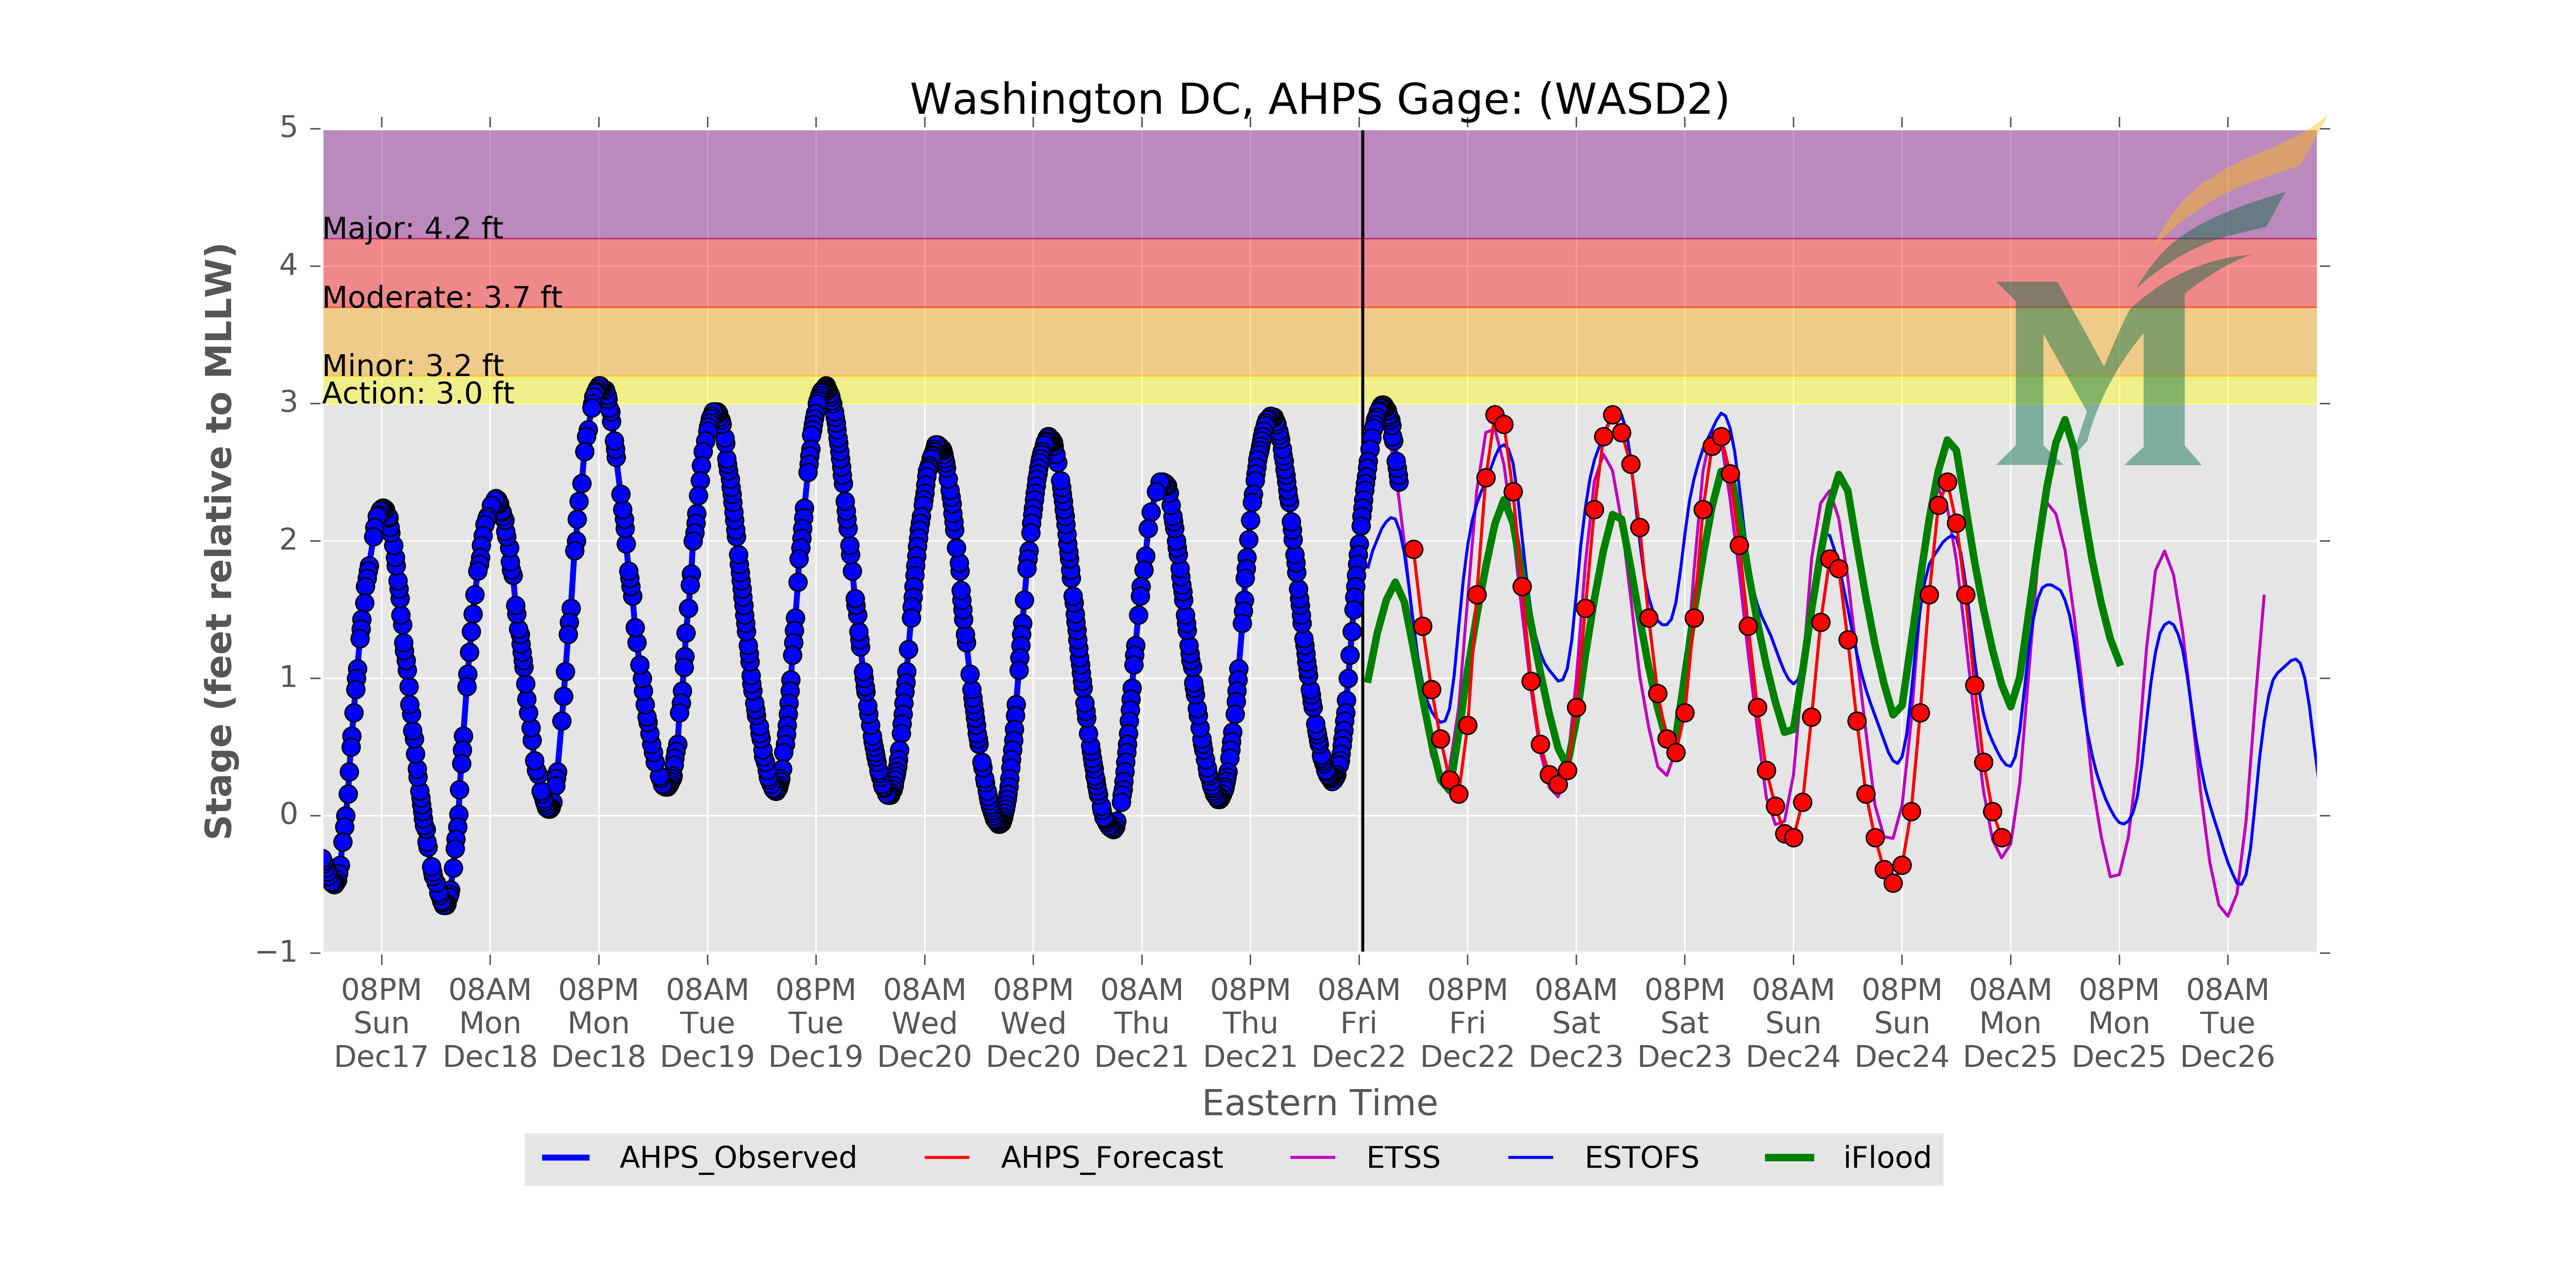 Washington DC, AHPS Gage: (WASD2)
5
Major: 4.2 ft
4
Moderate: 3.7 ft
Minor: 3.2 ft
Action: 3.0 ft
3
2
1
0
−1
Stage (feet relative to MLLW)
08PM 08AM 08PM 08AM 08PM 08AM 08PM 08AM 08PM 08AM 08PM 08AM 08PM 08AM 08PM 08AM 08PM 08AM
Sun Mon Mon Tue Tue Wed Wed Thu Thu Fri Fri Sat Sat Sun Sun Mon Mon Tue
Dec17 Dec18 Dec18 Dec19 Dec19 Dec20 Dec20 Dec21 Dec21 Dec22 Dec22 Dec23 Dec23 Dec24 Dec24 Dec25 Dec25 Dec26
Eastern Time
AHPS_Observed AHPS_Forecast ETSS ESTOFS iFlood
M